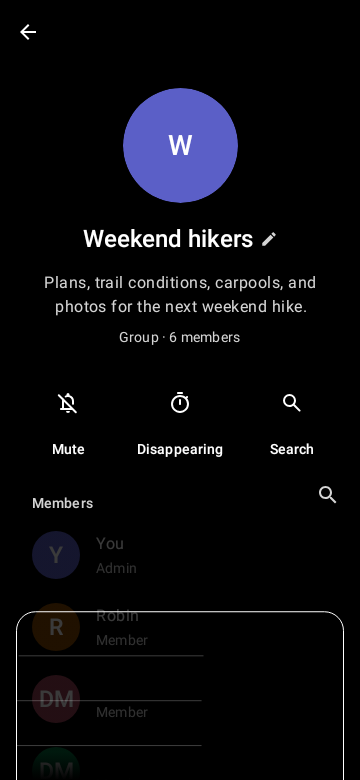 W
Weekend hikers
Plans, trail conditions, carpools, and
photos for the next weekend hike.
Group · 6 members
Mute
Disappearing
Search
Members
Y
You
Admin
R
Robin
Member
DM
Member
DM